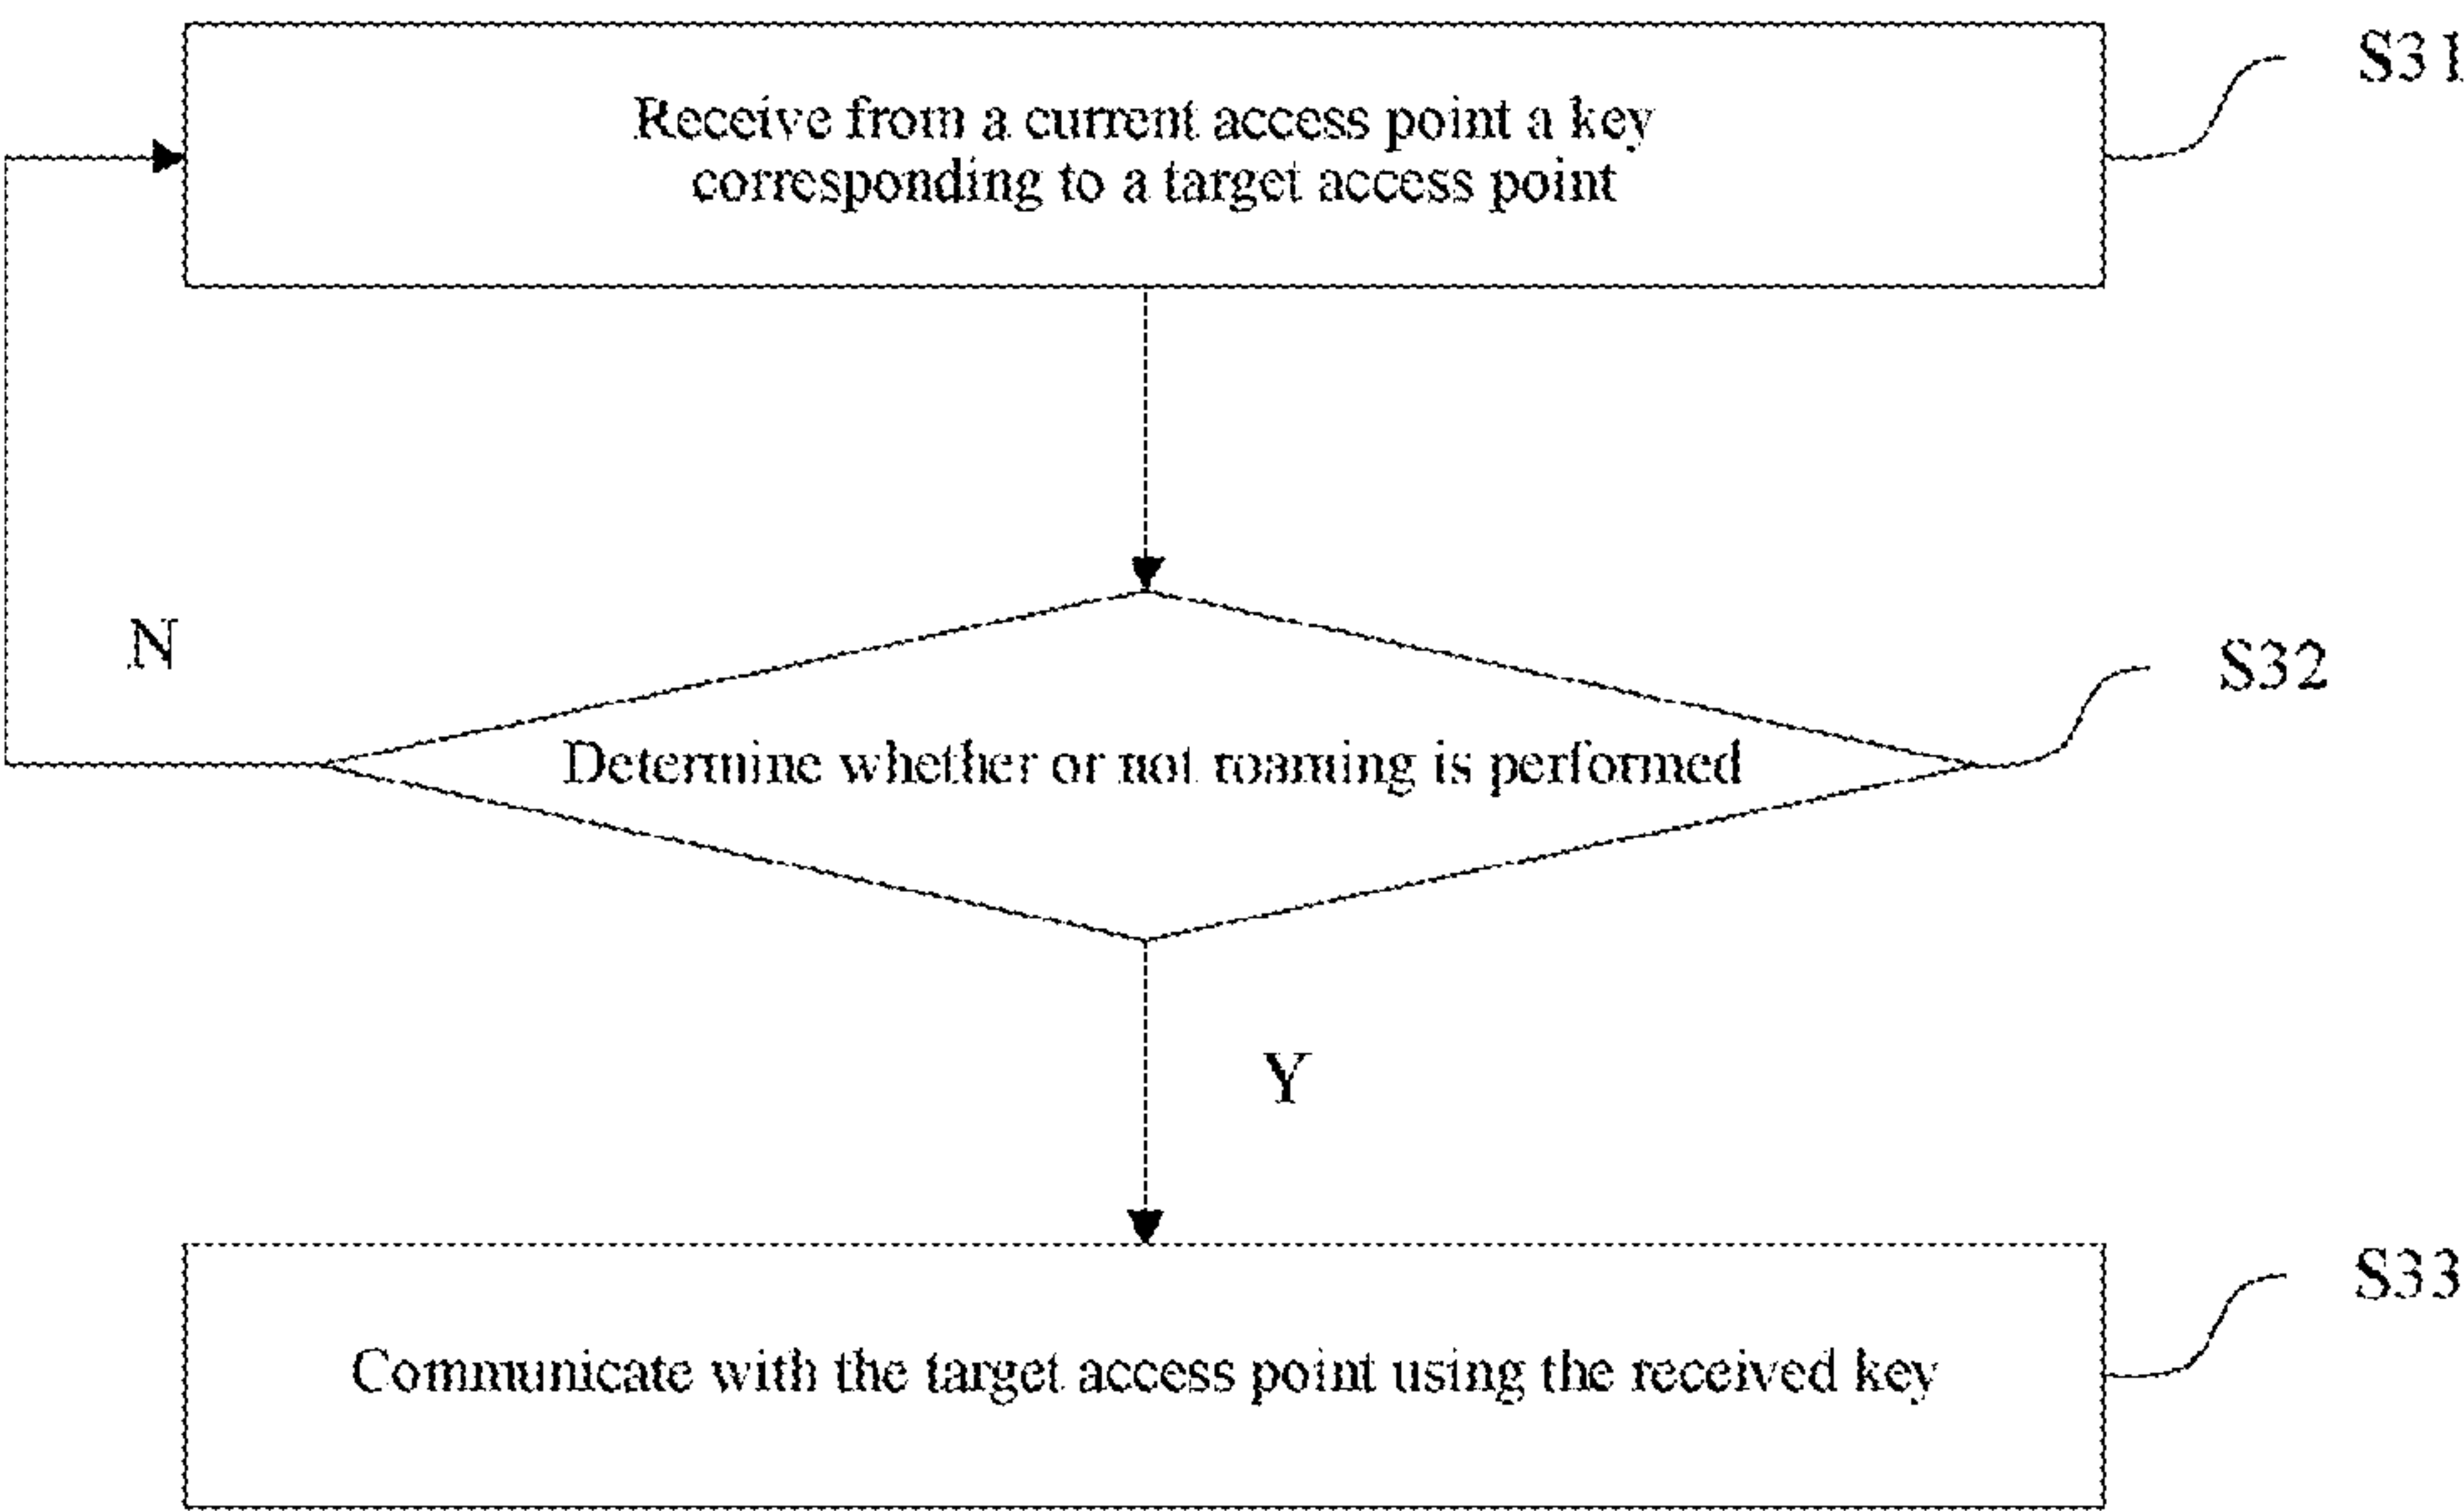 S31
Receive from a current access point a key
corresponding to a target access point
N
S32
Determine whether or not roaming is performed
Y
S33
Communicate with the target access point using the received key